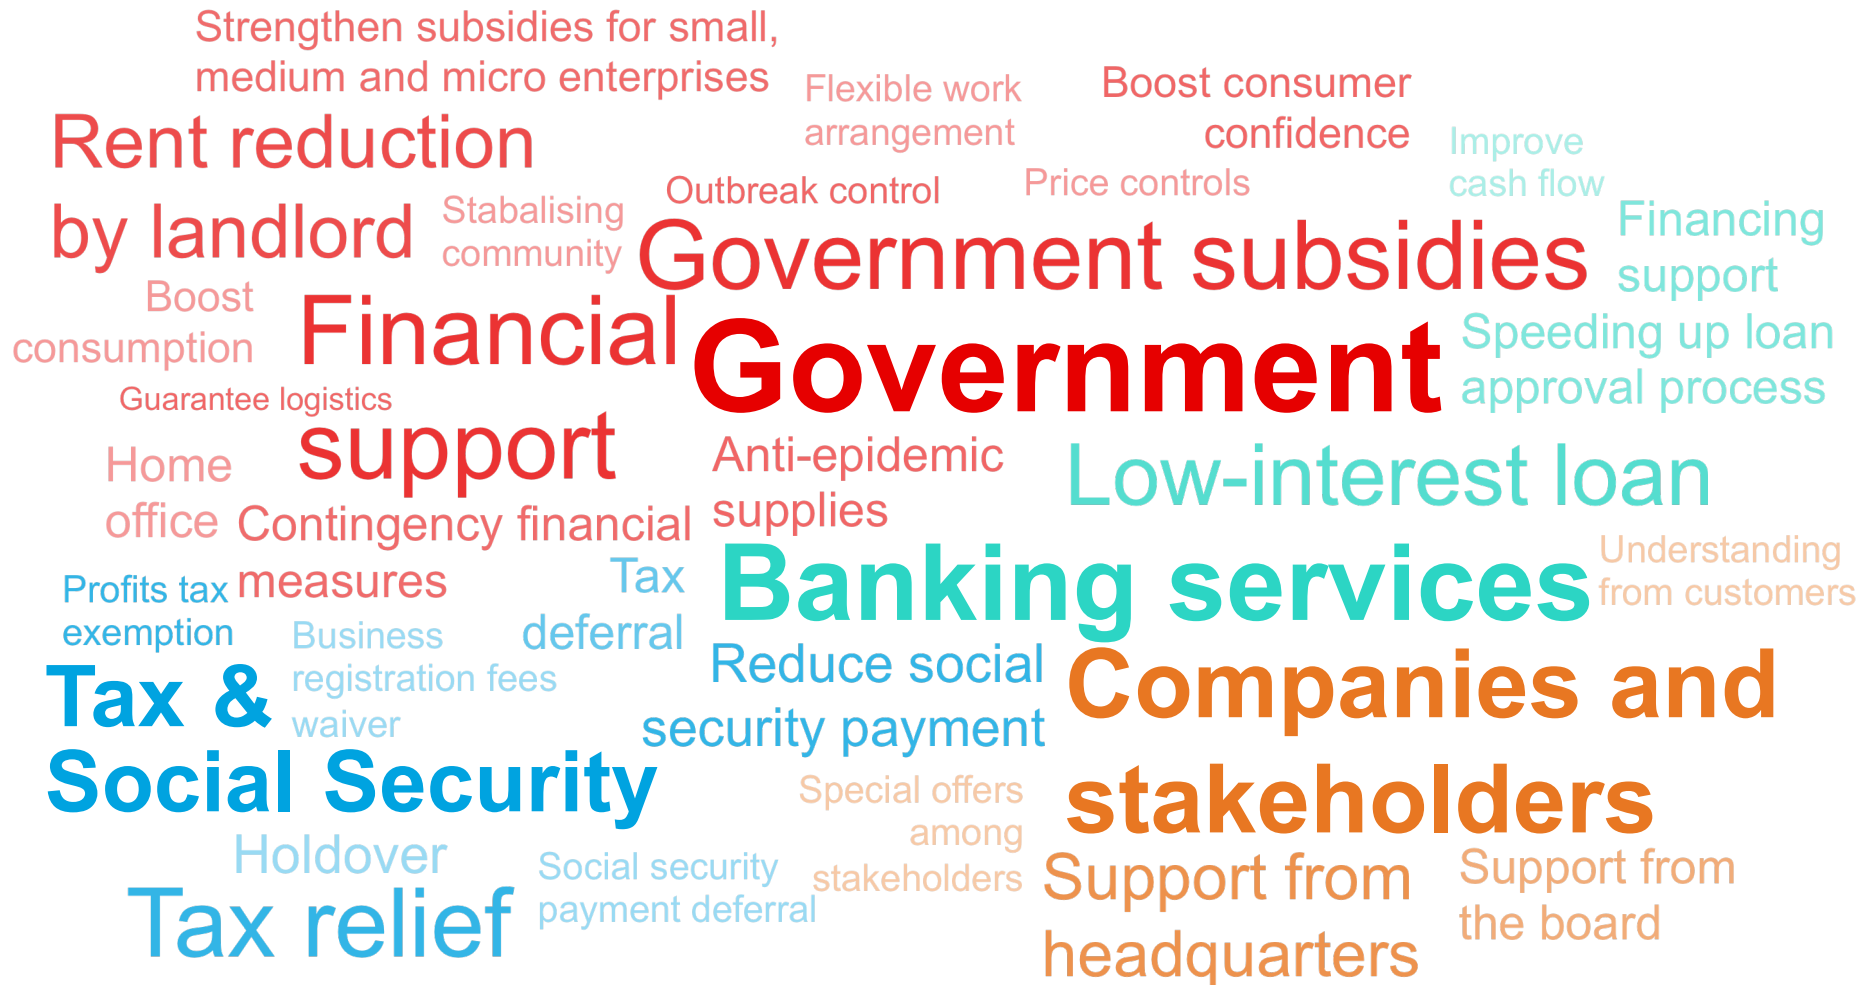 Strengthen subsidies for small,
medium and micro enterprises
Flexible work
arrangement
Boost consumer
confidence
Improve
cash flow
Rent reduction
by landlord
Stabalising
community
Outbreak control
Price controls
Government subsidies
Financing
support
Boost
consumption
Financial
support
Government
Speeding up loan
approval process
Guarantee logistics
Home
office
Contingency financial
measures
Anti-epidemic
supplies
Low-interest loan
Profits tax
exemption
Tax
deferral
Banking services
Understanding
from customers
Business
registration fees
waiver
Tax &
Social Security
Reduce social
security payment
Companies and
stakeholders
Special offers
among
stakeholders
Holdover
Social security
payment deferral
Tax relief
Support from
headquarters
Support from
the board